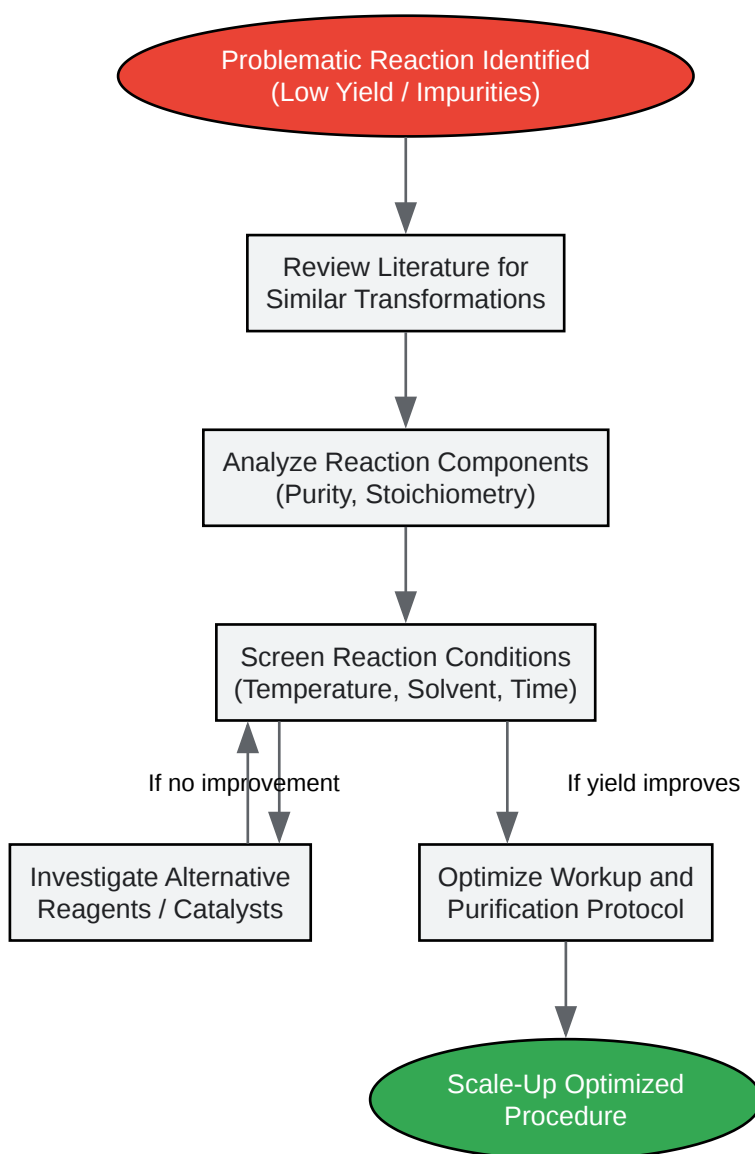 Problematic Reaction Identified
(Low Yield / Impurities)
Review Literature for
Similar Transformations
Analyze Reaction Components
(Purity, Stoichiometry)
Screen Reaction Conditions
(Temperature, Solvent, Time)
If no improvement
If yield improves
Investigate Alternative
Reagents / Catalysts
Optimize Workup and
Purification Protocol
Scale-Up Optimized
Procedure